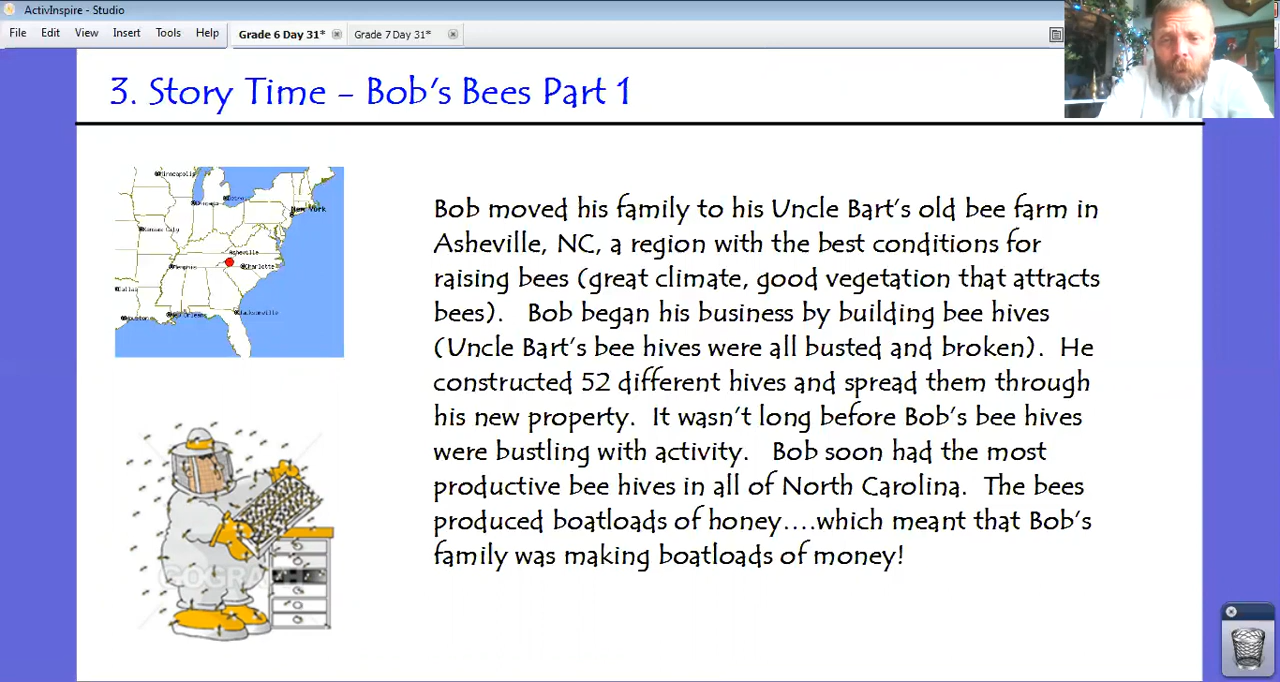 ActivInspire - Studio
File Edit View Insert Tools Help
Grade 6 Day 31* Grade 7 Day 31*
3. Story Time – Bob's Bees Part 1
New York
Kansas City
Asheville
Memphis
Charlotte
Dallas
Jacksonville
Bob moved his family to his Uncle Bart's old bee farm in
Asheville, NC, a region with the best conditions for
raising bees (great climate, good vegetation that attracts
bees). Bob began his business by building bee hives
(Uncle Bart's bee hives were all busted and broken). He
constructed 52 different hives and spread them through
his new property. It wasn't long before Bob's bee hives
were bustling with activity. Bob soon had the most
productive bee hives in all of North Carolina. The bees
produced boatloads of honey....which meant that Bob's
family was making boatloads of money!